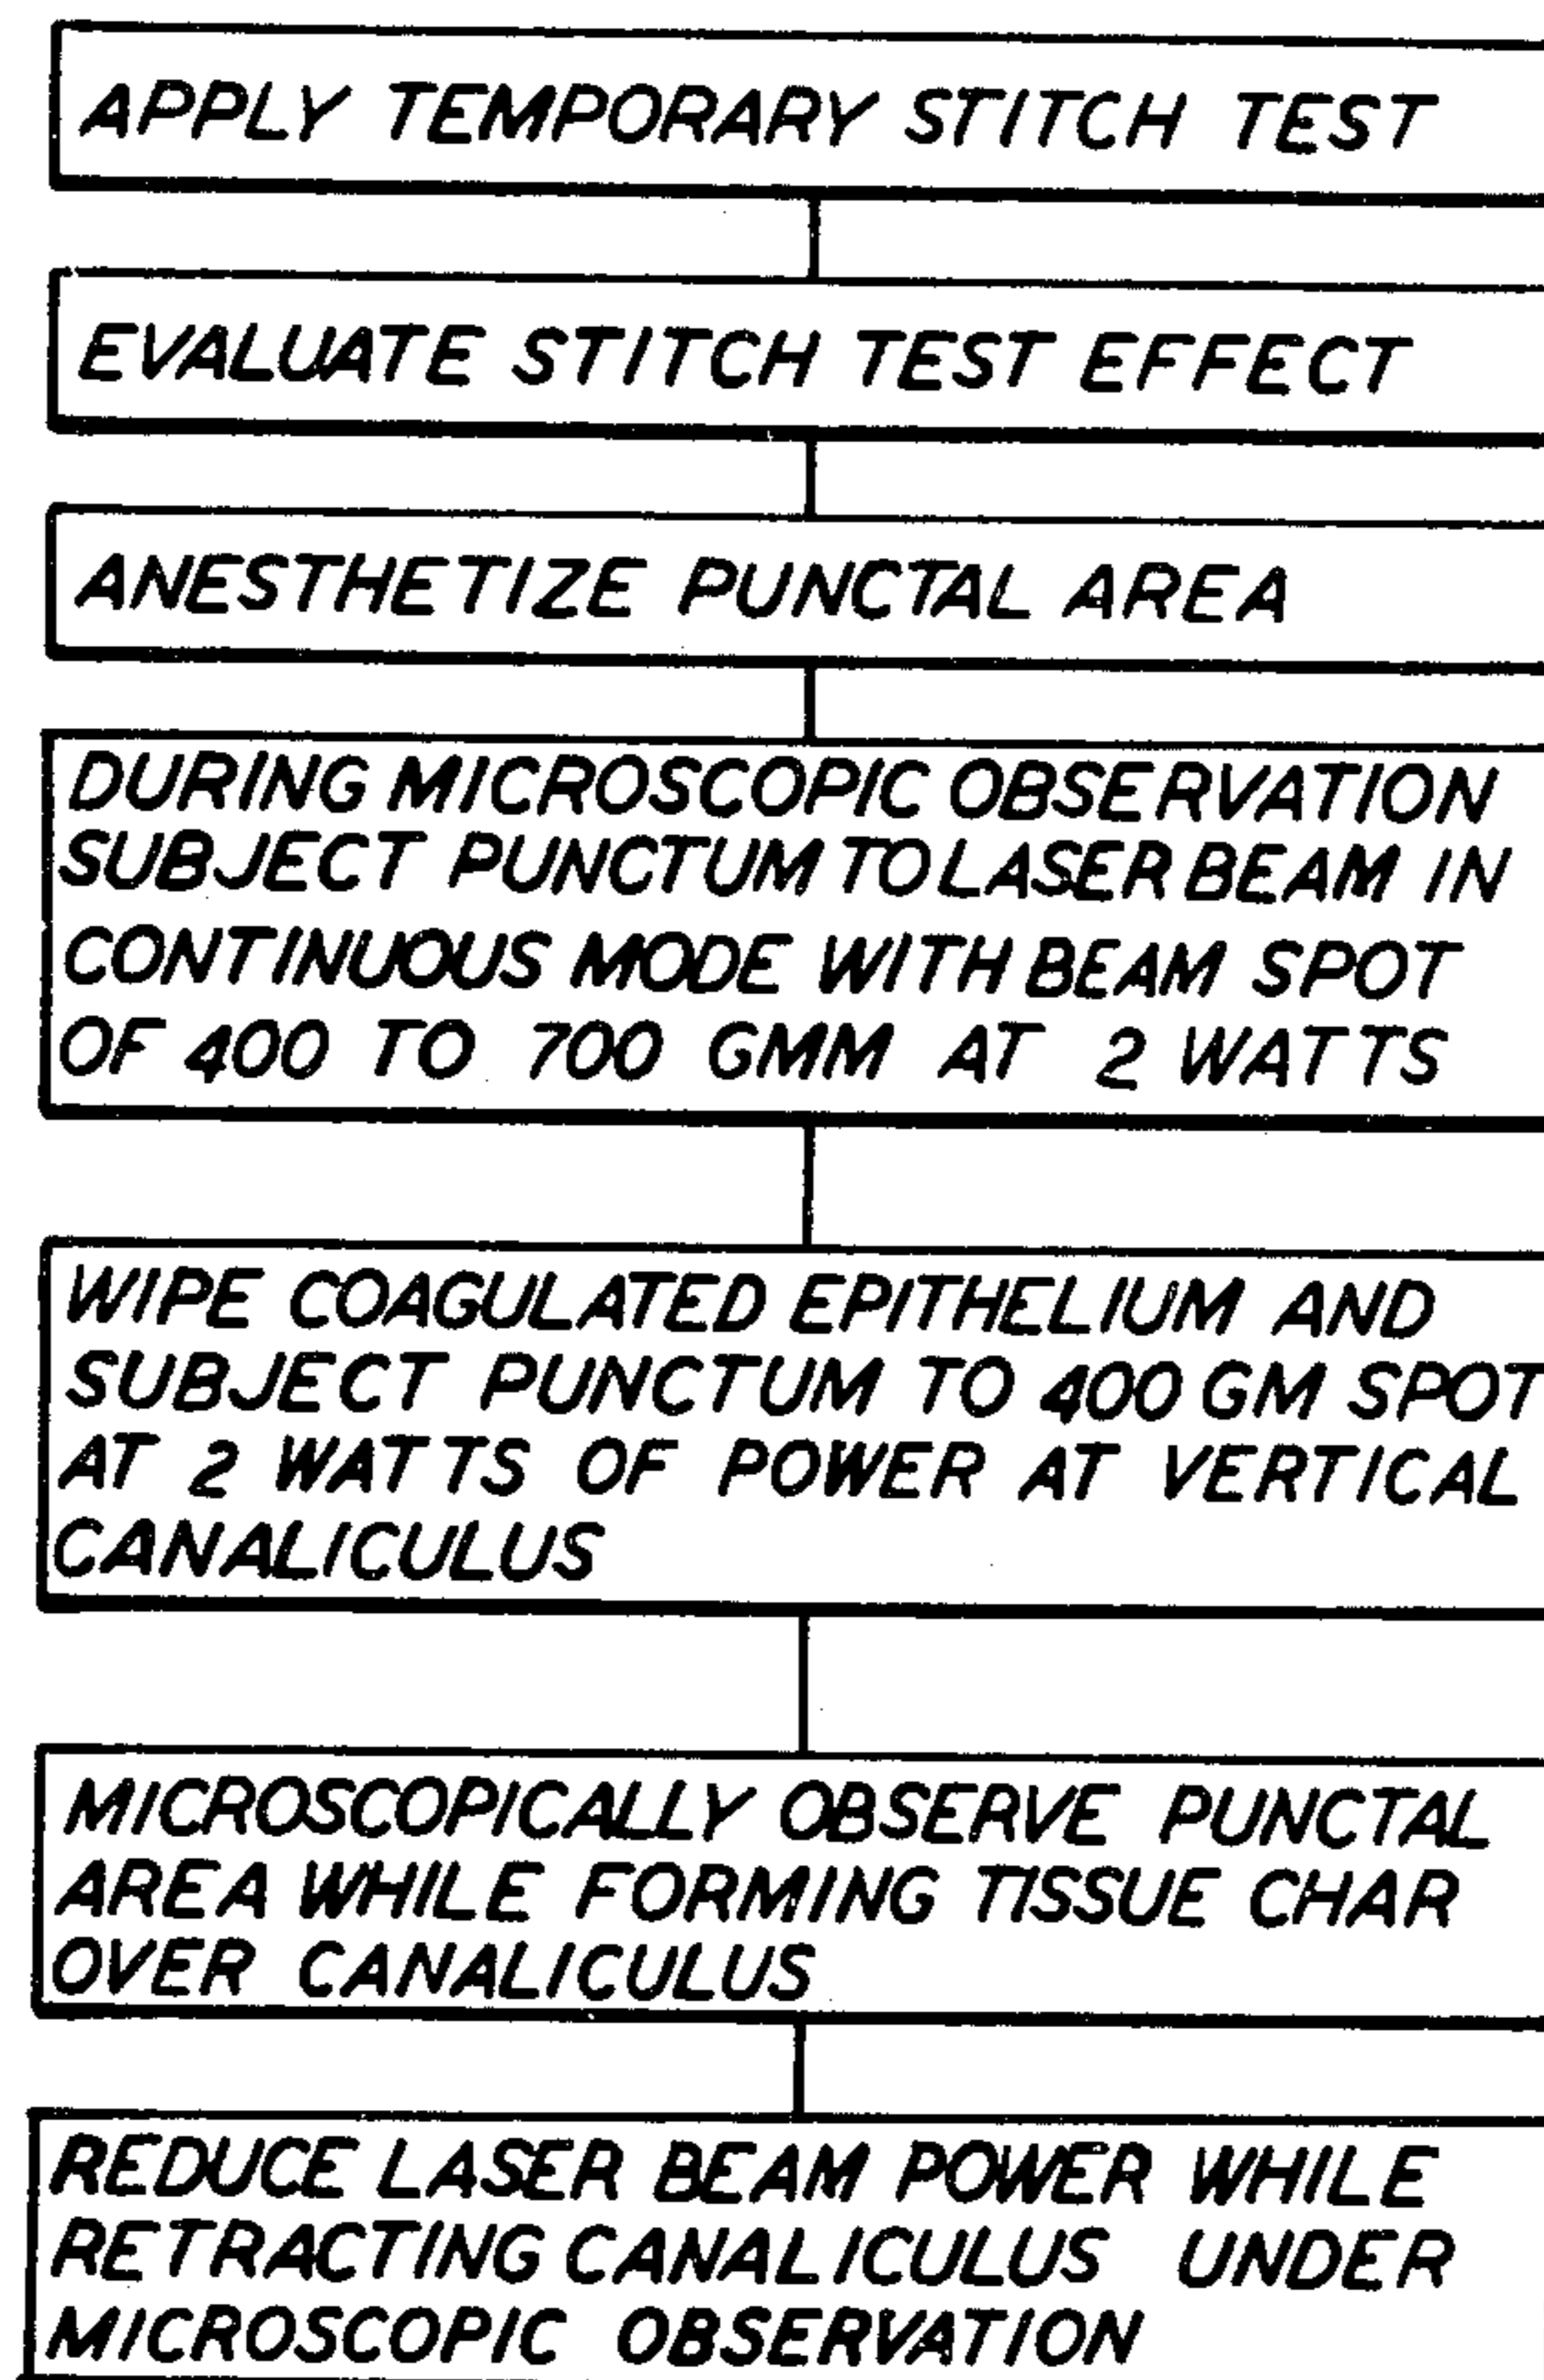 APPLY TEMPORARY STITCH TEST
EVALUATE STITCH TEST EFFECT
ANESTHETIZE PUNCTAL AREA
DURING MICROSCOPIC OBSERVATION
SUBJECT PUNCTUM TO LASER BEAM IN
CONTINUOUS MODE WITH BEAM SPOT
OF 400 TO 700 GMM AT 2 WATTS
WIPE COAGULATED EPITHELIUM AND
SUBJECT PUNCTUM TO 400 GM SPOT
AT 2 WATTS OF POWER AT VERTICAL
CANALICULUS
MICROSCOPICALLY OBSERVE PUNCTAL
AREA WHILE FORMING TISSUE CHAR
OVER CANALICULUS
REDUCE LASER BEAM POWER WHILE
RETRACTING CANALICULUS UNDER
MICROSCOPIC OBSERVATION